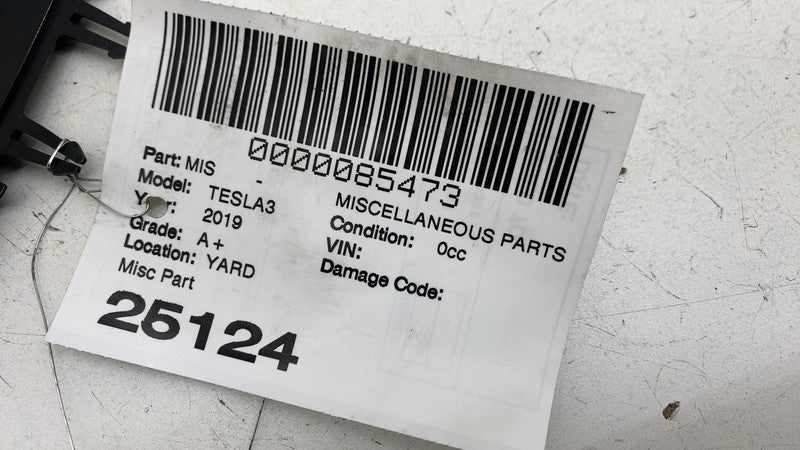 0000085473
Part: MIS - MISCELLANEOUS PARTS
Model: TESLA3 Condition: 0cc
Year: 2019 VIN:
Grade: A+ Damage Code:
Location: YARD
Misc Part
25124